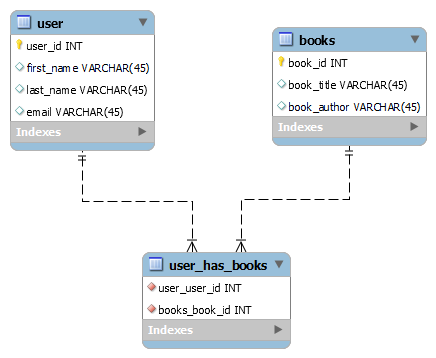 user
user_id INT
first_name VARCHAR(45)
last_name VARCHAR(45)
email VARCHAR(45)
Indexes
books
book_id INT
book_title VARCHAR(45)
book_author VARCHAR(45)
Indexes
user_has_books
user_user_id INT
books_book_id INT
Indexes